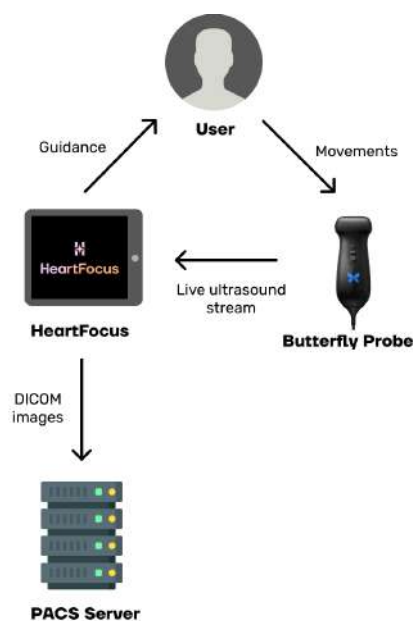 User
Guidance
Movements
HeartFocus
Live ultrasound
stream
HeartFocus
Butterfly Probe
DICOM
images
PACS Server